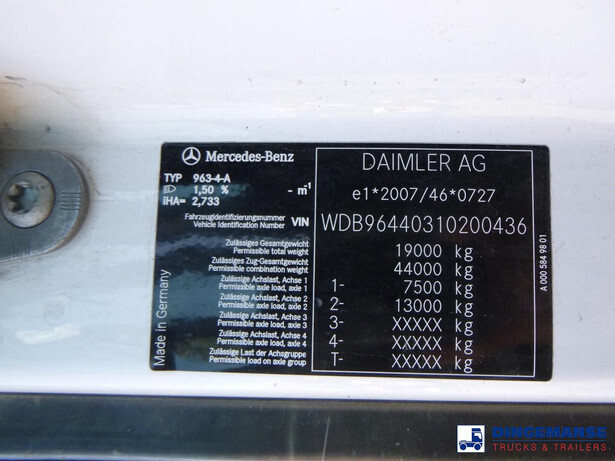 Mercedes-Benz
DAIMLER AG
TYP 963-4-A
1,50 % - m-1
iHA= 2,733
e1*2007/46*0727
Fahrzeugidentifizierungsnummer
Vehicle Identification Number VIN WDB96440310200436
Zulässiges Gesamtgewicht
Permissible total weight 19000 kg
Zulässiges Zug-Gesamtgewicht
Permissible combination weight 44000 kg
Zulässige Achslast, Achse 1
Permissible axle load, axle 1 1- 7500 kg
Zulässige Achslast, Achse 2
Permissible axle load, axle 2 2- 13000 kg
Zulässige Achslast, Achse 3
Permissible axle load, axle 3 3- XXXXX kg
Zulässige Achslast, Achse 4
Permissible axle load, axle 4 4- XXXXX kg
Zulässige Last der Achsgruppe
Permissible load on axle group T- XXXXX kg
Made in Germany
A 000 584 98 01
TRUCKS & TRAILERS